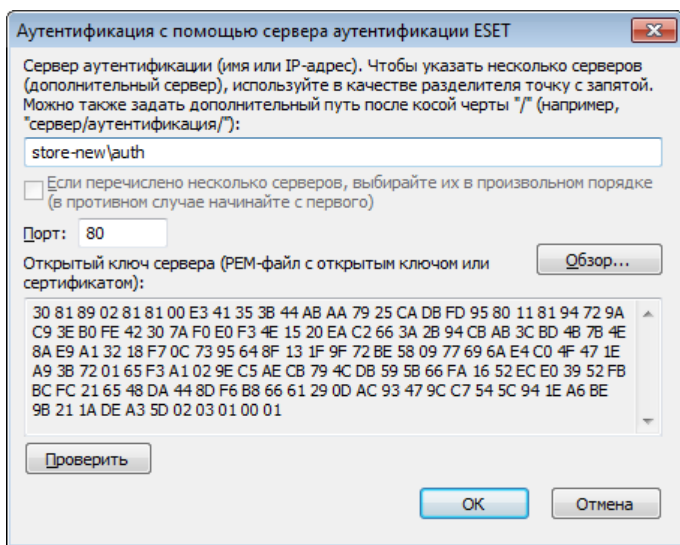 Аутентификация с помощью сервера аутентификации ESET
Сервер аутентификации (имя или IP-адрес). Чтобы указать несколько серверов
(дополнительный сервер), используйте в качестве разделителя точку с запятой.
Можно также задать дополнительный путь после косой черты "/" (например,
"сервер/аутентификация/"):
store-new\auth
Если перечислено несколько серверов, выбирайте их в произвольном порядке
(в противном случае начинайте с первого)
Порт: 80
Открытый ключ сервера (PEM-файл с открытым ключом или
сертификатом):
Обзор...
30 81 89 02 81 81 00 E3 41 35 3B 44 AB AA 79 25 CA DB FD 95 80 11 81 94 72 9A
C9 3E B0 FE 42 30 7A F0 E0 F3 4E 15 20 EA C2 66 3A 2B 94 CB AB 3C BD 4B 7B 4E
8A E9 A1 32 18 F7 0C 73 95 64 8F 13 1F 9F 72 BE 58 09 77 69 6A E4 C0 4F 47 1E
A9 3B 72 01 65 F3 A1 02 9E C5 AE CB 79 4C DB 59 5B 66 FA 16 52 EC E0 39 52 FB
BC FC 21 65 48 DA 44 8D F6 B8 66 61 29 0D AC 93 47 9C C7 54 5C 94 1E A6 BE
9B 21 1A DE A3 5D 02 03 01 00 01
Проверить
OK
Отмена